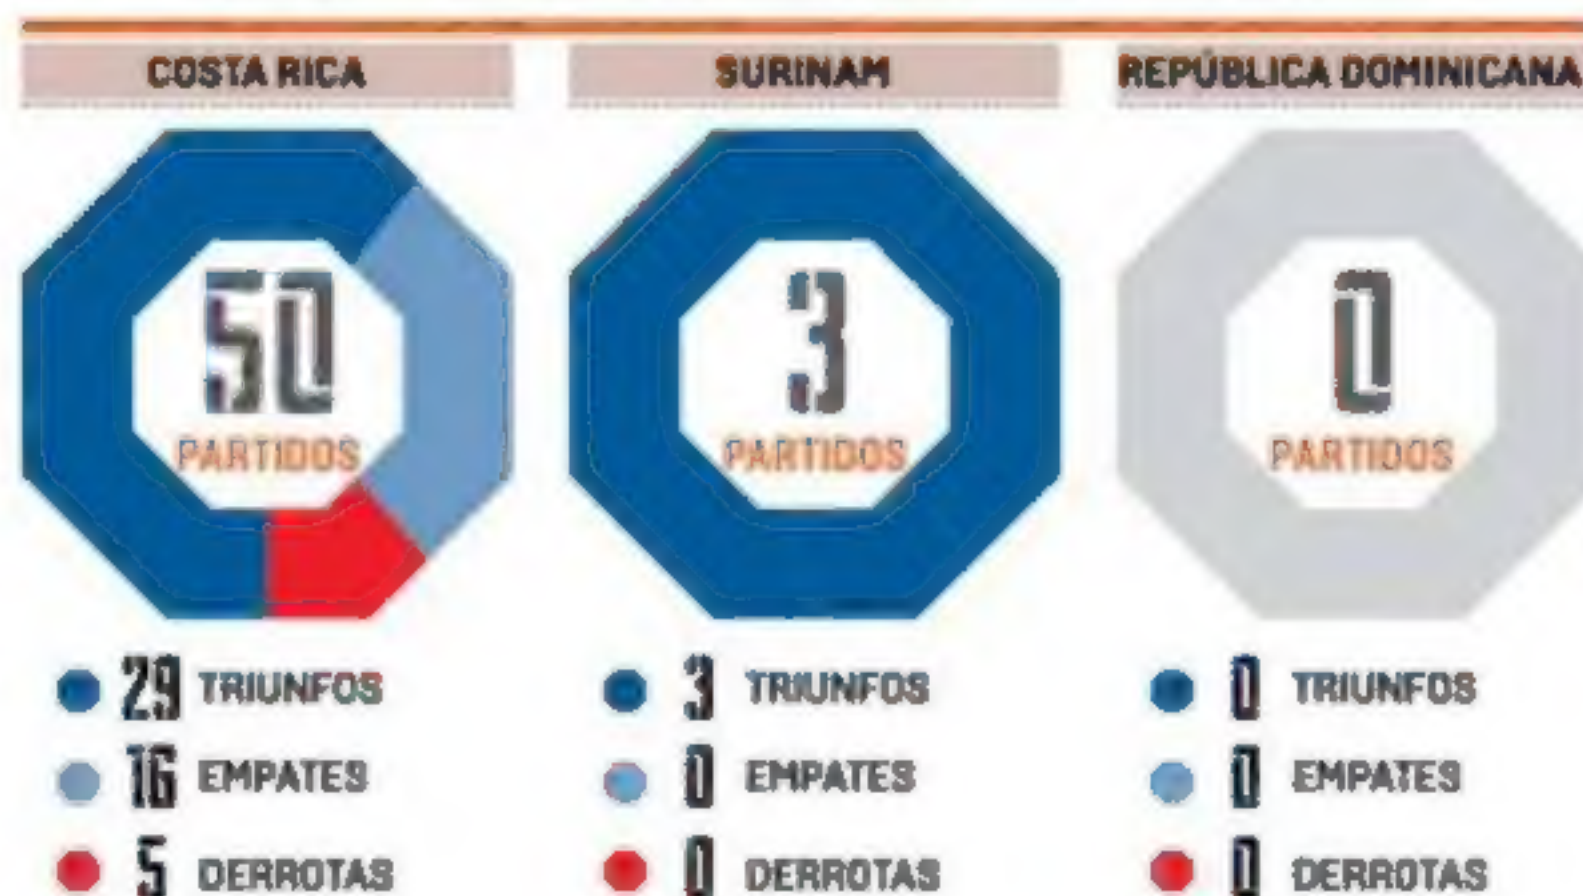 COSTA RICA
50
PARTIDOS
29 TRIUNFOS
16 EMPATES
5 DERROTAS
SURINAM
3
PARTIDOS
3 TRIUNFOS
0 EMPATES
0 DERROTAS
REPÚBLICA DOMINICANA
0
PARTIDOS
0 TRIUNFOS
0 EMPATES
0 DERROTAS